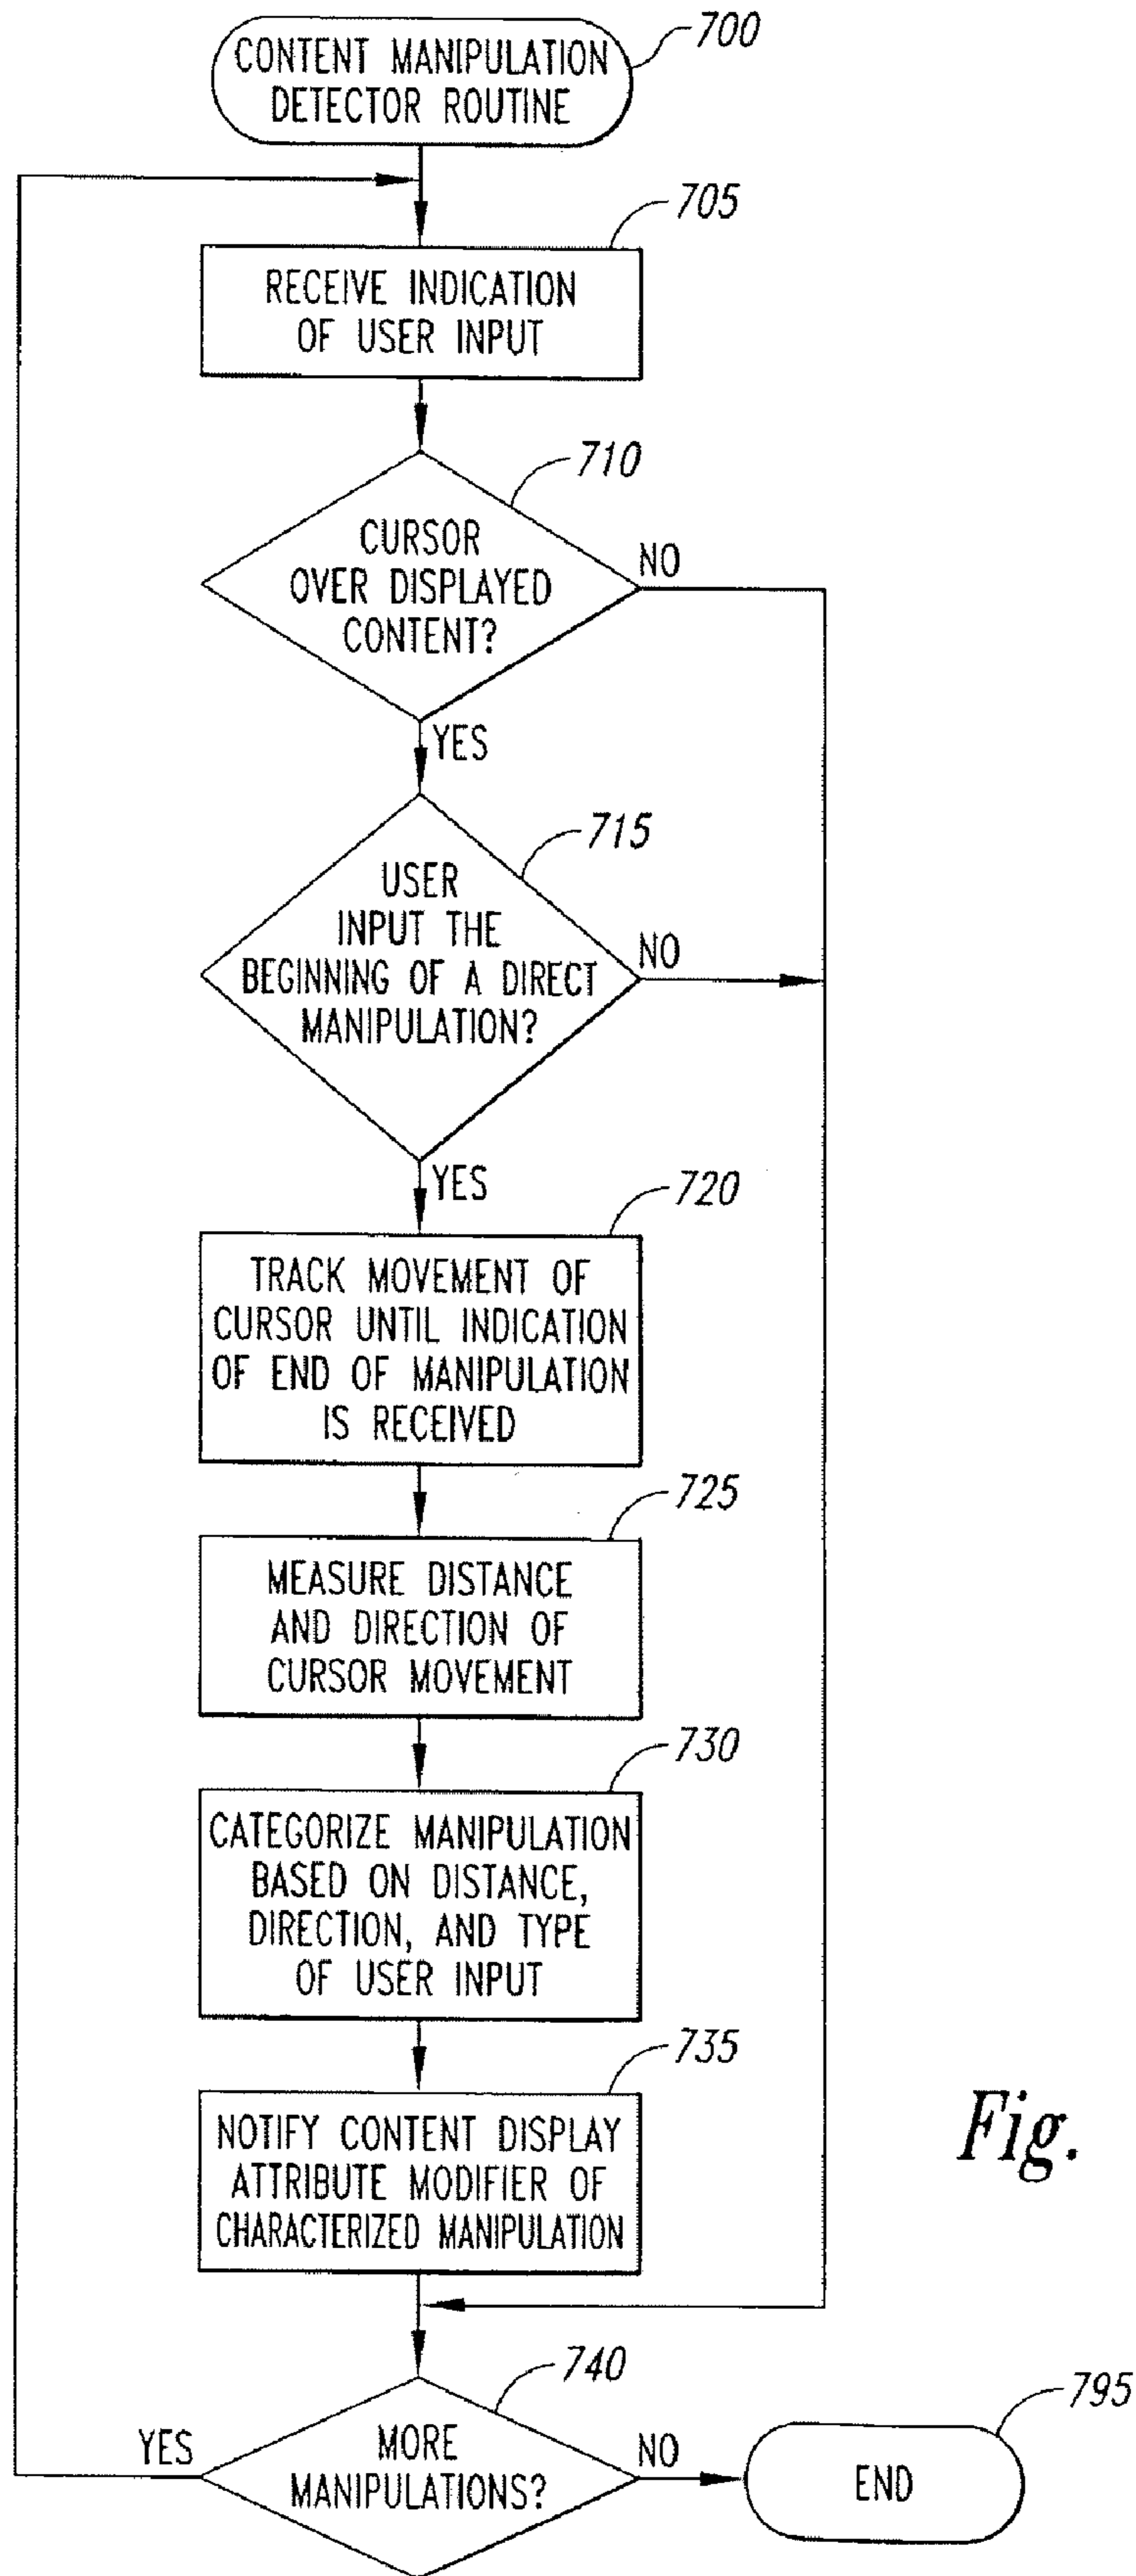 CONTENT MANIPULATION
DETECTOR ROUTINE
700
705
RECEIVE INDICATION
OF USER INPUT
710
CURSOR
OVER DISPLAYED
CONTENT?
NO
YES
715
USER
INPUT THE
BEGINNING OF A DIRECT
MANIPULATION?
NO
YES
720
TRACK MOVEMENT OF
CURSOR UNTIL INDICATION
OF END OF MANIPULATION
IS RECEIVED
725
MEASURE DISTANCE
AND DIRECTION OF
CURSOR MOVEMENT
730
CATEGORIZE MANIPULATION
BASED ON DISTANCE,
DIRECTION, AND TYPE
OF USER INPUT
735
NOTIFY CONTENT DISPLAY
ATTRIBUTE MODIFIER OF
CHARACTERIZED MANIPULATION
Fig.
740
YES
MORE
MANIPULATIONS?
NO
795
END